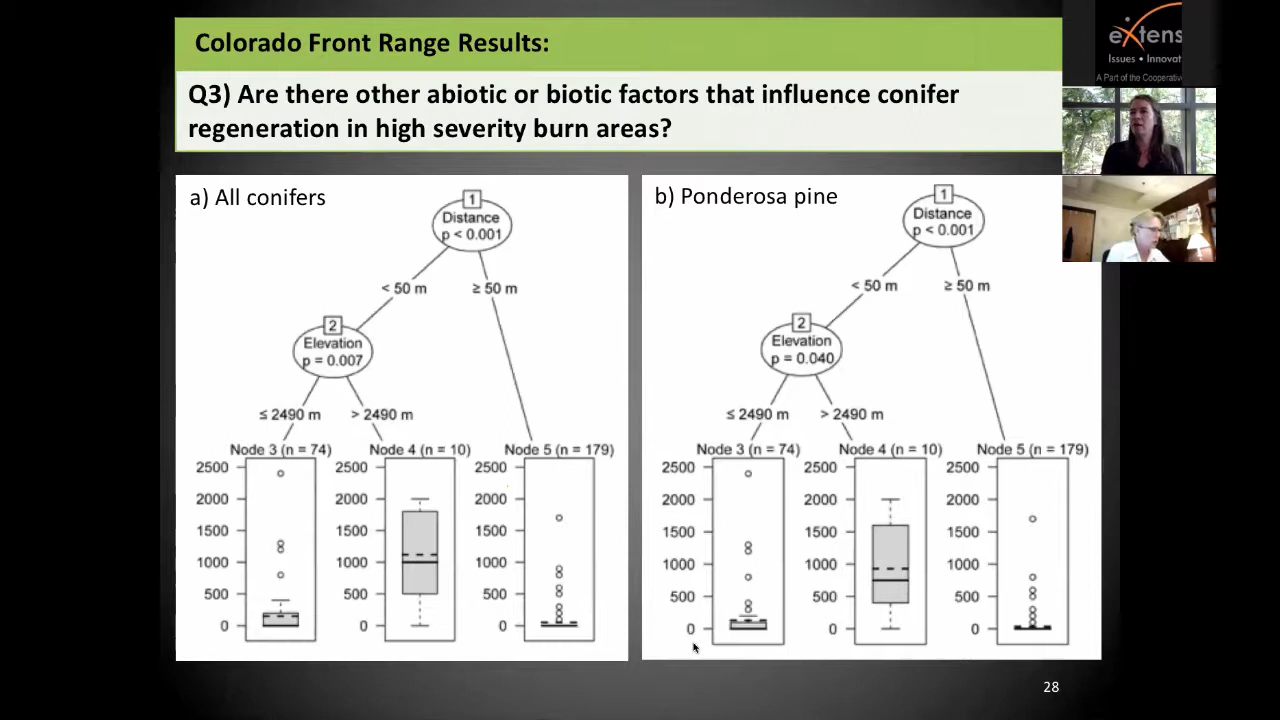 Colorado Front Range Results:
Q3) Are there other abiotic or biotic factors that influence conifer
regeneration in high severity burn areas?
eXtens
Issues • Innovat
A Part of the Cooperativ
a) All conifers
1
Distance
p < 0.001
< 50 m
≥ 50 m
2
Elevation
p = 0.007
≤ 2490 m
> 2490 m
Node 3 (n = 74)
Node 4 (n = 10)
Node 5 (n = 179)
2500
2000
1500
1000
500
0
2500
2000
1500
1000
500
0
2500
2000
1500
1000
500
0
b) Ponderosa pine
1
Distance
p < 0.001
< 50 m
≥ 50 m
2
Elevation
p = 0.040
≤ 2490 m
> 2490 m
Node 3 (n = 74)
Node 4 (n = 10)
Node 5 (n = 179)
2500
2000
1500
1000
500
0
2500
2000
1500
1000
500
0
2500
2000
1500
1000
500
0
28